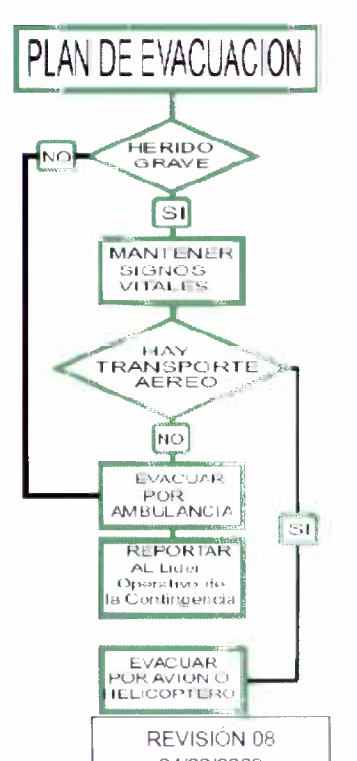 PLAN DE EVACUACION
HERIDO
GRAVE
NO
SI
MANTENER
SIGNOS
VITALES
HAY
TRANSPORTE
AEREO
NO
EVACUAR
POR
AMBULANCIA
SI
REPORTAR
AL Lider
Operativo de
la Contingencia
EVACUAR
POR AVION O
HELICOPTERO
REVISIÓN 08